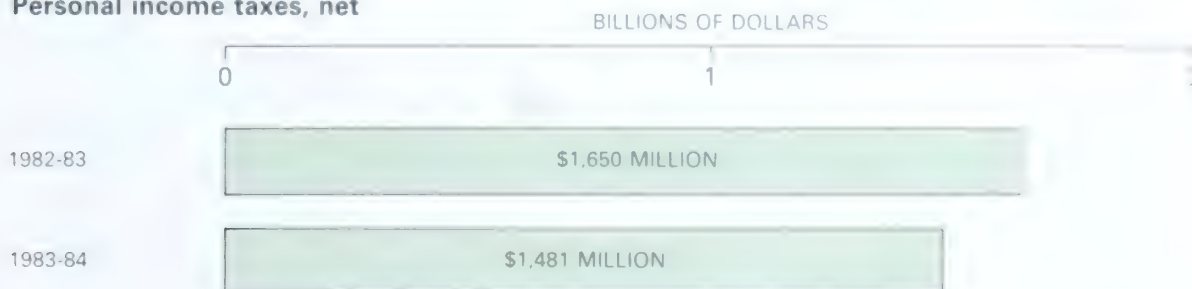 Personal income taxes, net
BILLIONS OF DOLLARS
0 1
1982-83 $1,650 MILLION
1983-84 $1,481 MILLION